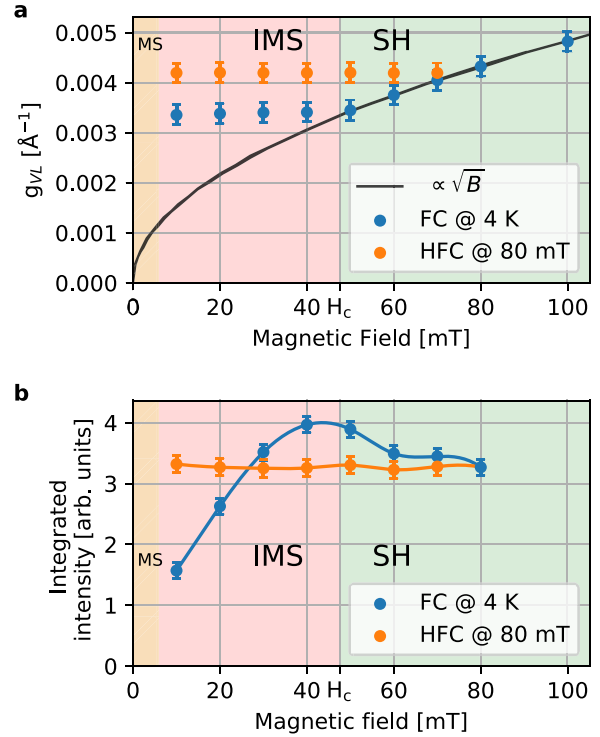 a
0.005
0.004
0.003
0.002
0.001
0.000
g_VL [Å⁻¹]
MS
IMS
SH
∝ √B
FC @ 4 K
HFC @ 80 mT
0
20
40
H_c
60
80
100
Magnetic Field [mT]
b
4
3
2
1
0
Integrated
intensity [arb. units]
MS
IMS
SH
FC @ 4 K
HFC @ 80 mT
0
20
40
H_c
60
80
100
Magnetic field [mT]